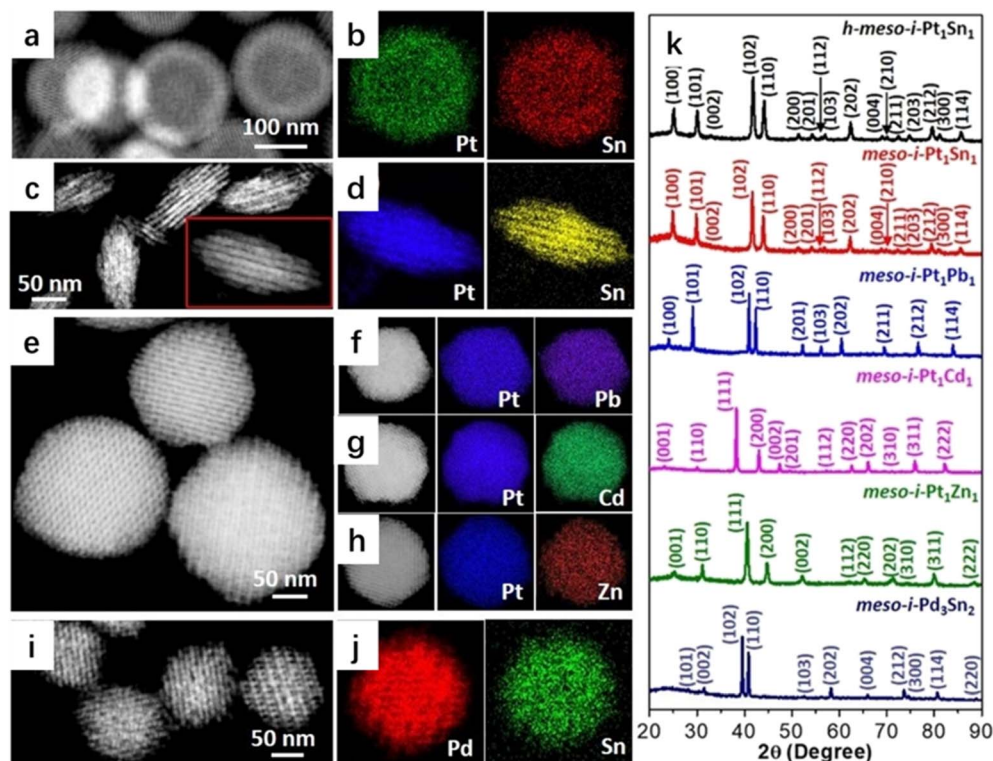 a
100 nm
b
Pt
Sn
c
50 nm
d
Pt
Sn
e
50 nm
f
Pt
Pb
g
Pt
Cd
h
Pt
Zn
i
50 nm
j
Pd
Sn
k
h-meso-i-Pt₁Sn₁
(100)
(101)
(002)
(102)
(110)
(200)
(201)
(112)
(103)
(202)
(004)
(210)
(211)
(203)
(212)
(300)
(114)
meso-i-Pt₁Sn₁
(100)
(101)
(002)
(102)
(110)
(200)
(201)
(112)
(103)
(202)
(004)
(210)
(211)
(203)
(212)
(300)
(114)
meso-i-Pt₁Pb₁
(100)
(101)
(102)
(110)
(201)
(103)
(202)
(211)
(212)
(114)
meso-i-Pt₁Cd₁
(001)
(110)
(111)
(200)
(002)
(201)
(112)
(220)
(202)
(310)
(311)
(222)
meso-i-Pt₁Zn₁
(001)
(110)
(111)
(200)
(002)
(112)
(220)
(202)
(310)
(311)
(222)
meso-i-Pd₃Sn₂
(101)
(002)
(102)
(110)
(103)
(202)
(004)
(212)
(300)
(114)
(220)
20 30 40 50 60 70 80 90
2θ (Degree)